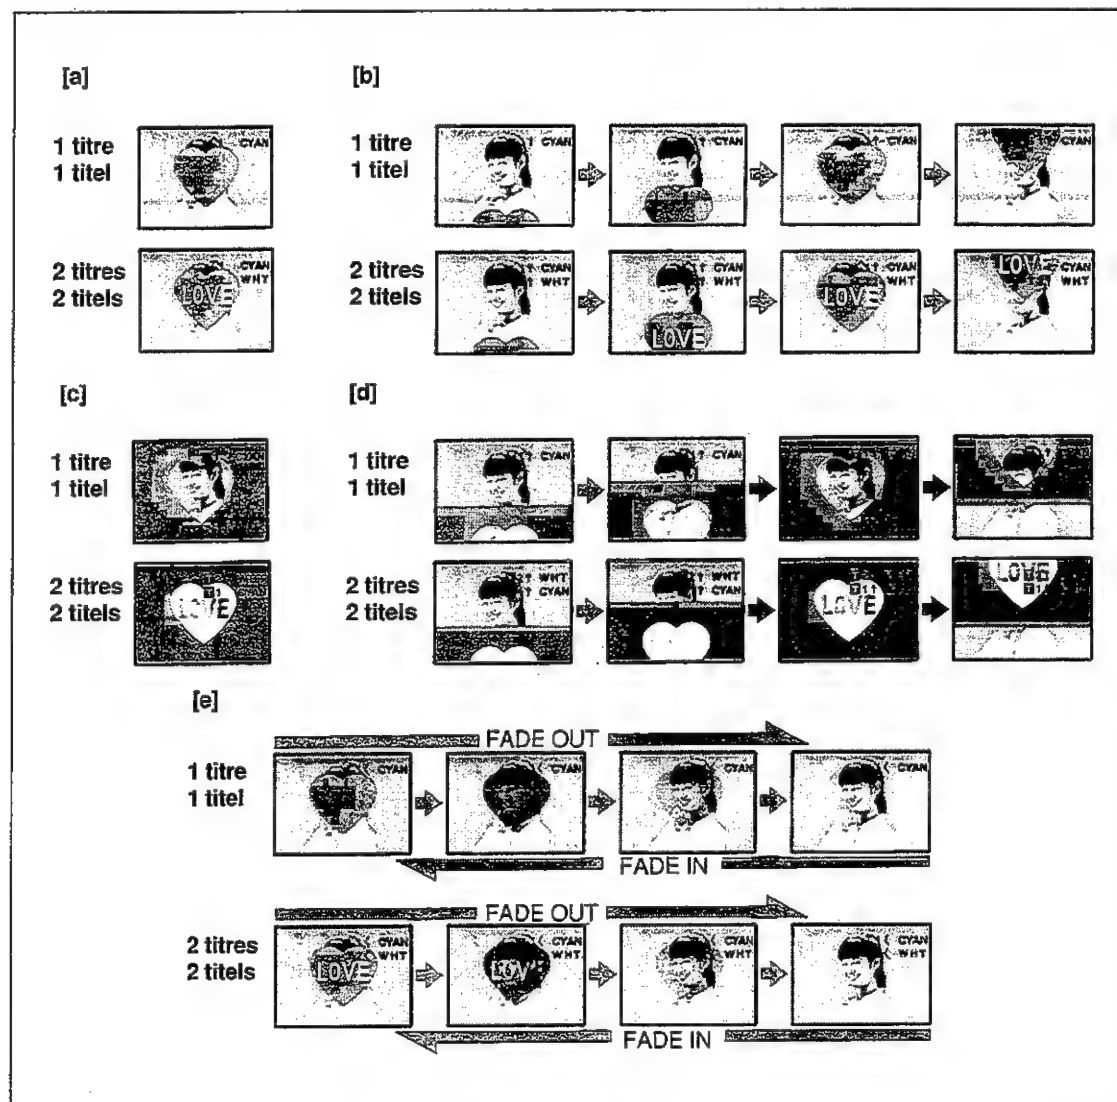 [a]
[b]
1 titre
1 titel
CYAN
1 titre
1 titel
↑ CYAN
↑ CYAN
↑ CYAN
CYAN
2 titres
2 titels
CYAN
WHT
LOVE
2 titres
2 titels
↑ CYAN
↑ WHT
↑ CYAN
↑ WHT
LOVE
↑ CYAN
↑ WHT
LOVE
LOVE
CYAN
WHT
[c]
[d]
1 titre
1 titel
1 titre
1 titel
↑ CYAN
↑ CYAN
2 titres
2 titels
LOVE
2 titres
2 titels
↑ WHT
↑ CYAN
↑ WHT
↑ CYAN
LOVE
LOVE
[e]
FADE OUT
1 titre
1 titel
CYAN
CYAN
CYAN
CYAN
FADE IN
FADE OUT
2 titres
2 titels
CYAN
WHT
LOVE
CYAN
WHT
LOVE
CYAN
WHT
CYAN
WHT
FADE IN